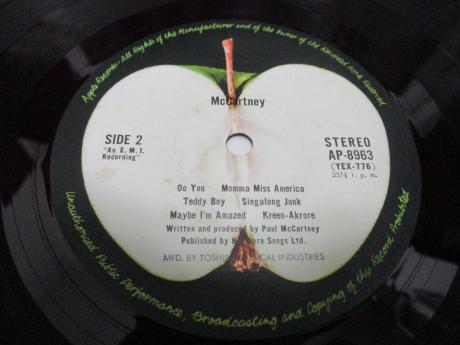 Apple Records - All Rights of the Manufacturer and of the Owner of the Recorded Work Reserved
McCartney
SIDE 2
"An E.M.I.
Recording"
STEREO
AP-8963
(YEX-776)
33⅓ r. p. m.
Oo You Momma Miss America
Teddy Boy Singalong Junk
Maybe I'm Amazed Kreen-Akrore
Written and produced by Paul McCartney
Published by Songs Ltd.
MFD. BY INDUSTRIES
Unauthorised Public Performance, Broadcasting and Copying of this Record Prohibited